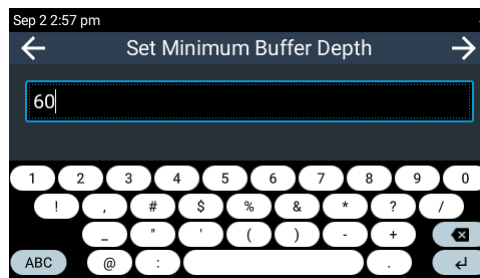 Sep 2 2:57 pm
Set Minimum Buffer Depth
60
1 2 3 4 5 6 7 8 9 0
! , # $ % & * ? /
_ " ' ( ) - +
ABC @ : .